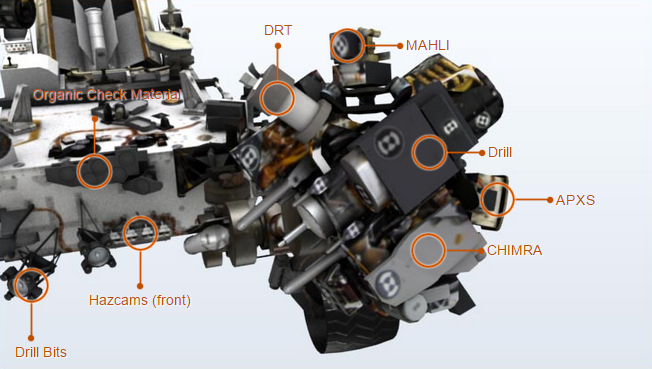 DRT
MAHLI
Organic Check Material
Drill
APXS
CHIMRA
Hazcams (front)
Drill Bits